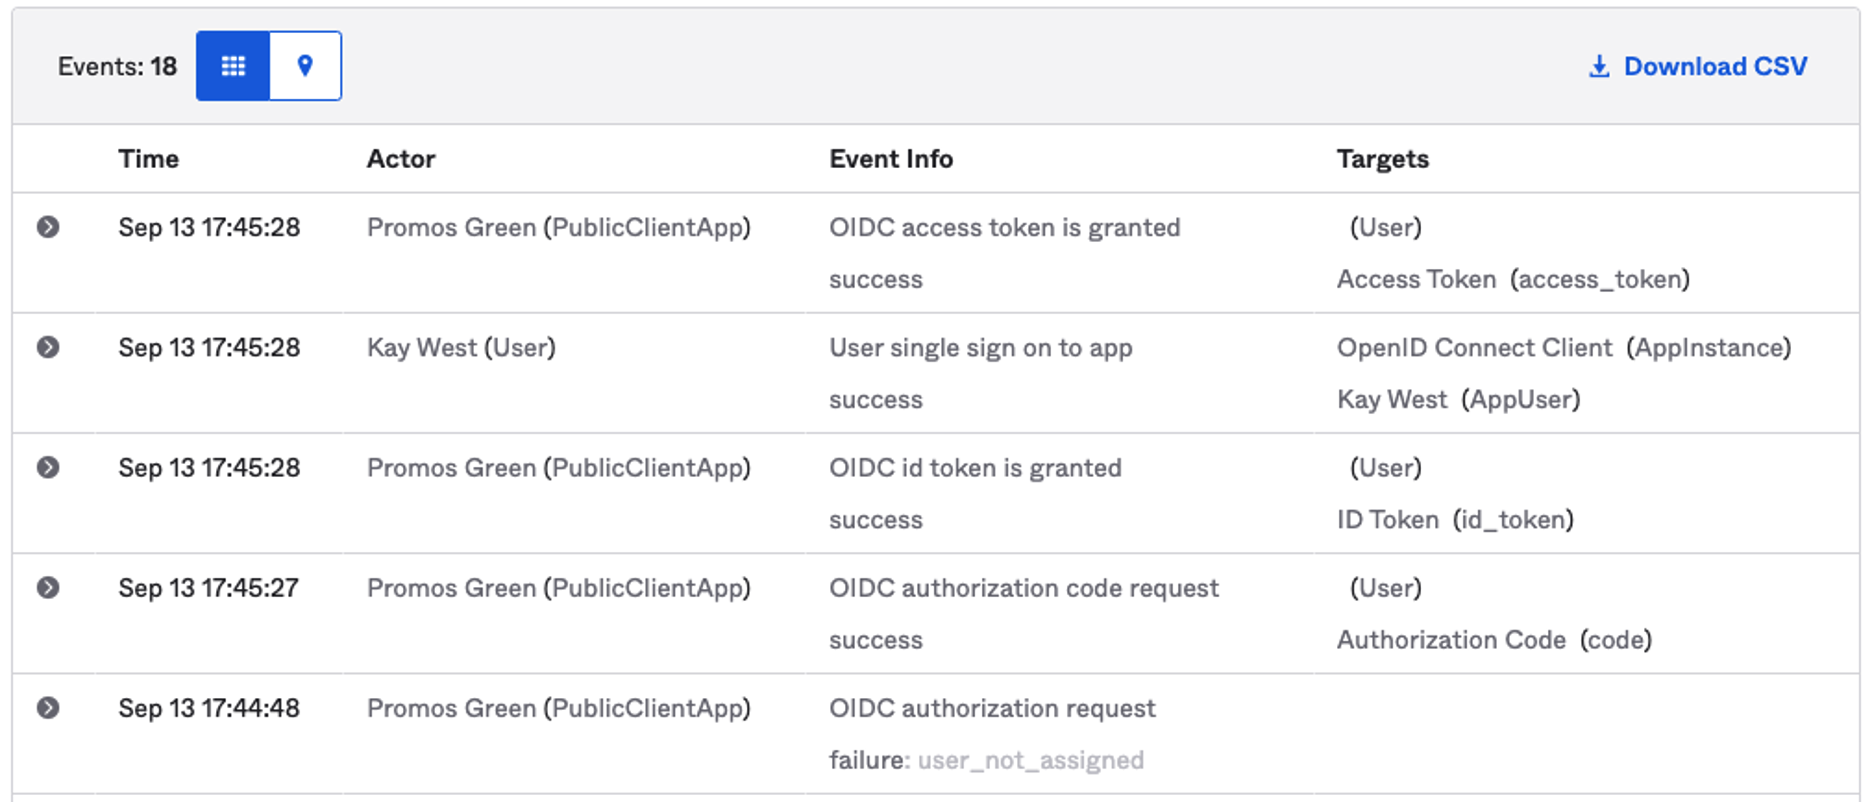 Events: 18
Download CSV
Time Actor Event Info Targets
Sep 13 17:45:28 Promos Green (PublicClientApp) OIDC access token is granted (User)
success Access Token (access_token)
Sep 13 17:45:28 Kay West (User) User single sign on to app OpenID Connect Client (AppInstance)
success Kay West (AppUser)
Sep 13 17:45:28 Promos Green (PublicClientApp) OIDC id token is granted (User)
success ID Token (id_token)
Sep 13 17:45:27 Promos Green (PublicClientApp) OIDC authorization code request (User)
success Authorization Code (code)
Sep 13 17:44:48 Promos Green (PublicClientApp) OIDC authorization request
failure: user_not_assigned